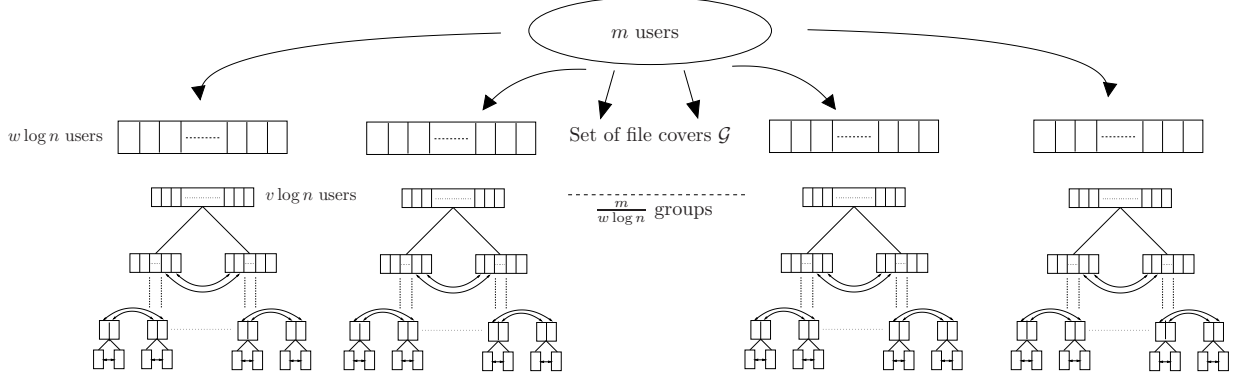 m users
w log n users
Set of file covers 𝒢
v log n users
m / w log n groups